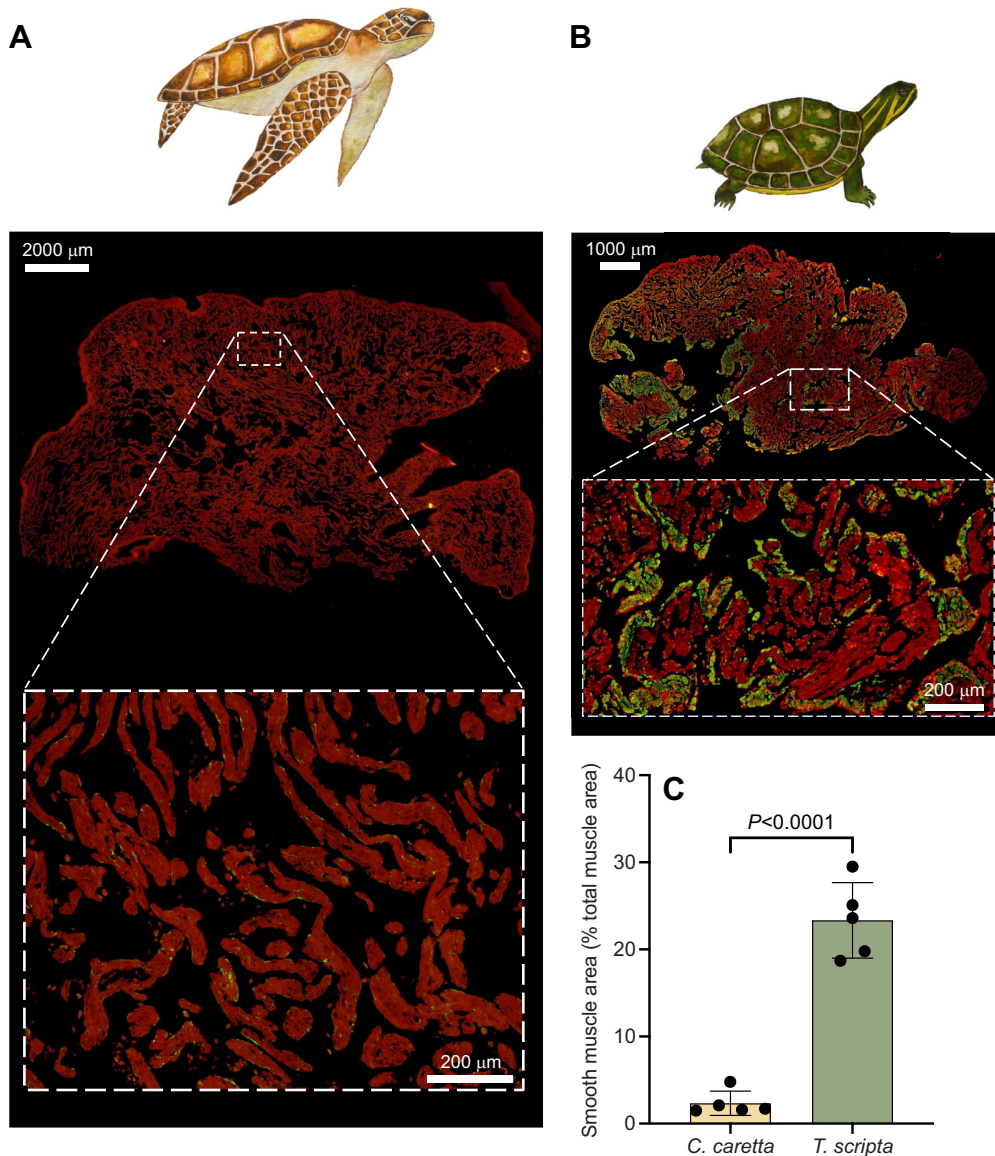 A
B
2000 μm
1000 μm
200 μm
200 μm
C
Smooth muscle area (% total muscle area)
40
30
20
10
0
P<0.0001
C. caretta
T. scripta